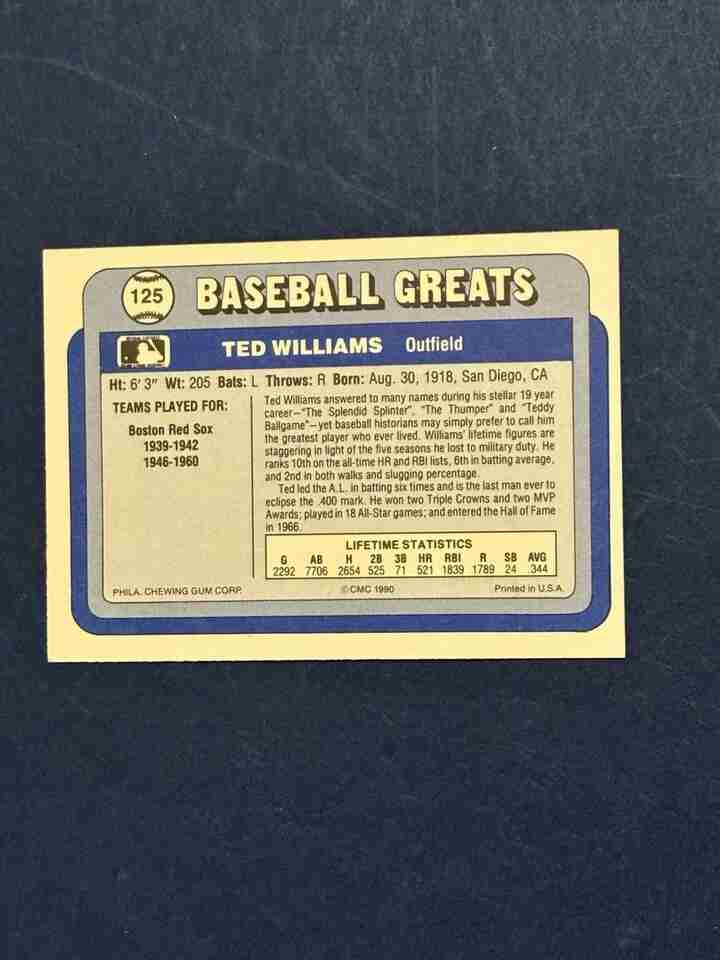 125
BASEBALL GREATS
TED WILLIAMS Outfield
Ht: 6' 3" Wt: 205 Bats: L Throws: R Born: Aug. 30, 1918, San Diego, CA
TEAMS PLAYED FOR:
Boston Red Sox
1939-1942
1946-1960
Ted Williams answered to many names during his stellar 19 year
career—"The Splendid Splinter", "The Thumper" and "Teddy
Ballgame"—yet baseball historians may simply prefer to call him
the greatest player who ever lived. Williams' lifetime figures are
staggering in light of the five seasons he lost to military duty. He
ranks 10th on the all-time HR and RBI lists, 6th in batting average,
and 2nd in both walks and slugging percentage.
Ted led the A.L. in batting six times and is the last man ever to
eclipse the .400 mark. He won two Triple Crowns and two MVP
Awards; played in 18 All-Star games; and entered the Hall of Fame
in 1966.
LIFETIME STATISTICS
G AB H 2B 3B HR RBI R SB AVG
2292 7706 2654 525 71 521 1839 1789 24 .344
PHILA. CHEWING GUM CORP. ©CMC 1990 Printed in U.S.A.